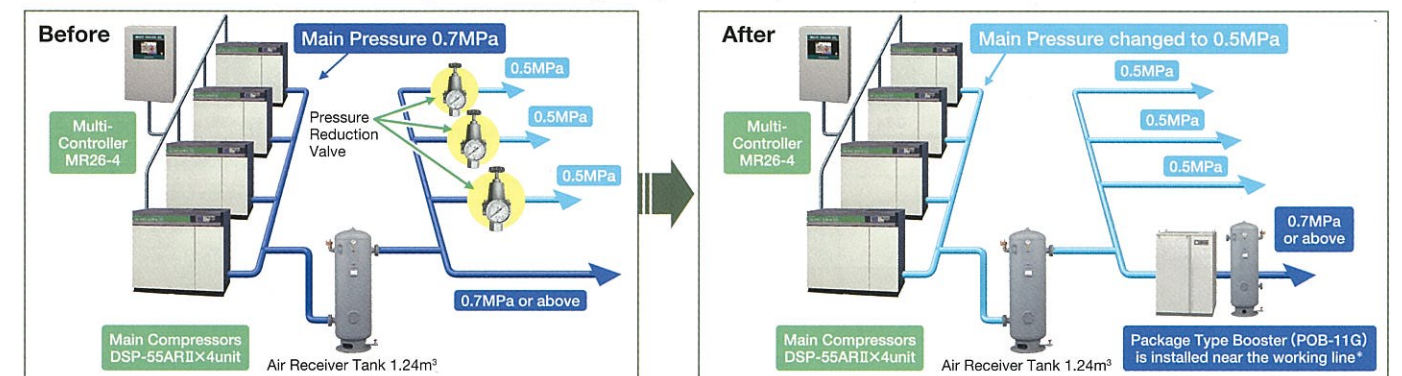 Before
Main Pressure 0.7MPa
0.5MPa
0.5MPa
0.5MPa
Pressure
Reduction
Valve
Multi-
Controller
MR26-4
0.7MPa or above
Main Compressors
DSP-55ARⅡ×4unit
Air Receiver Tank 1.24m³
After
Main Pressure changed to 0.5MPa
0.5MPa
0.5MPa
0.5MPa
Multi-
Controller
MR26-4
0.7MPa
or above
Main Compressors
DSP-55ARⅡ×4unit
Air Receiver Tank 1.24m³
Package Type Booster (POB-11G)
is installed near the working line*